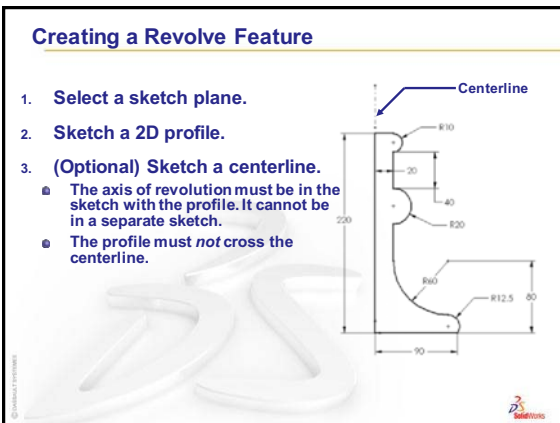 Creating a Revolve Feature
1. Select a sketch plane.
2. Sketch a 2D profile.
3. (Optional) Sketch a centerline.
The axis of revolution must be in the
sketch with the profile. It cannot be
in a separate sketch.
The profile must not cross the
centerline.
Centerline
R10
20
40
220
R20
R60
R12.5
80
90
© DASSAULT SYSTEMES
SolidWorks